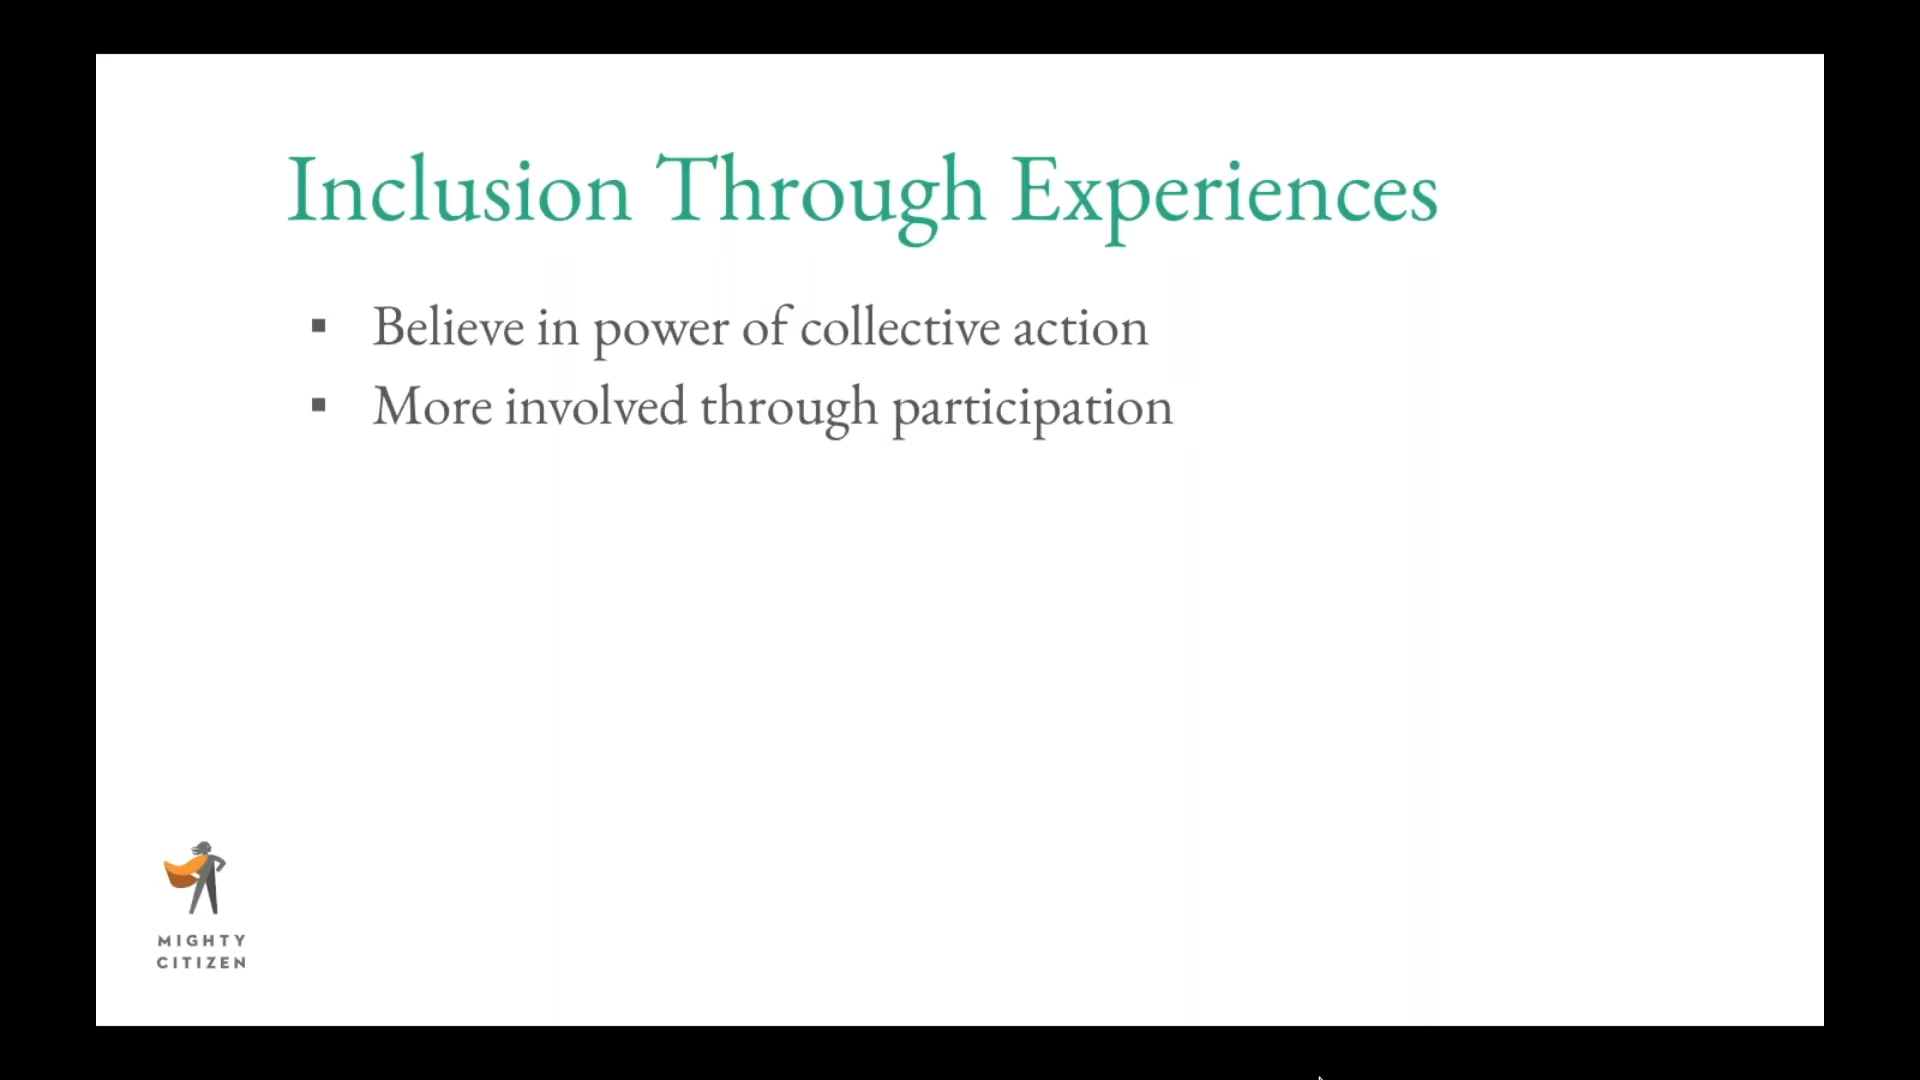 Inclusion Through Experiences
▪ Believe in power of collective action
▪ More involved through participation
MIGHTY
CITIZEN